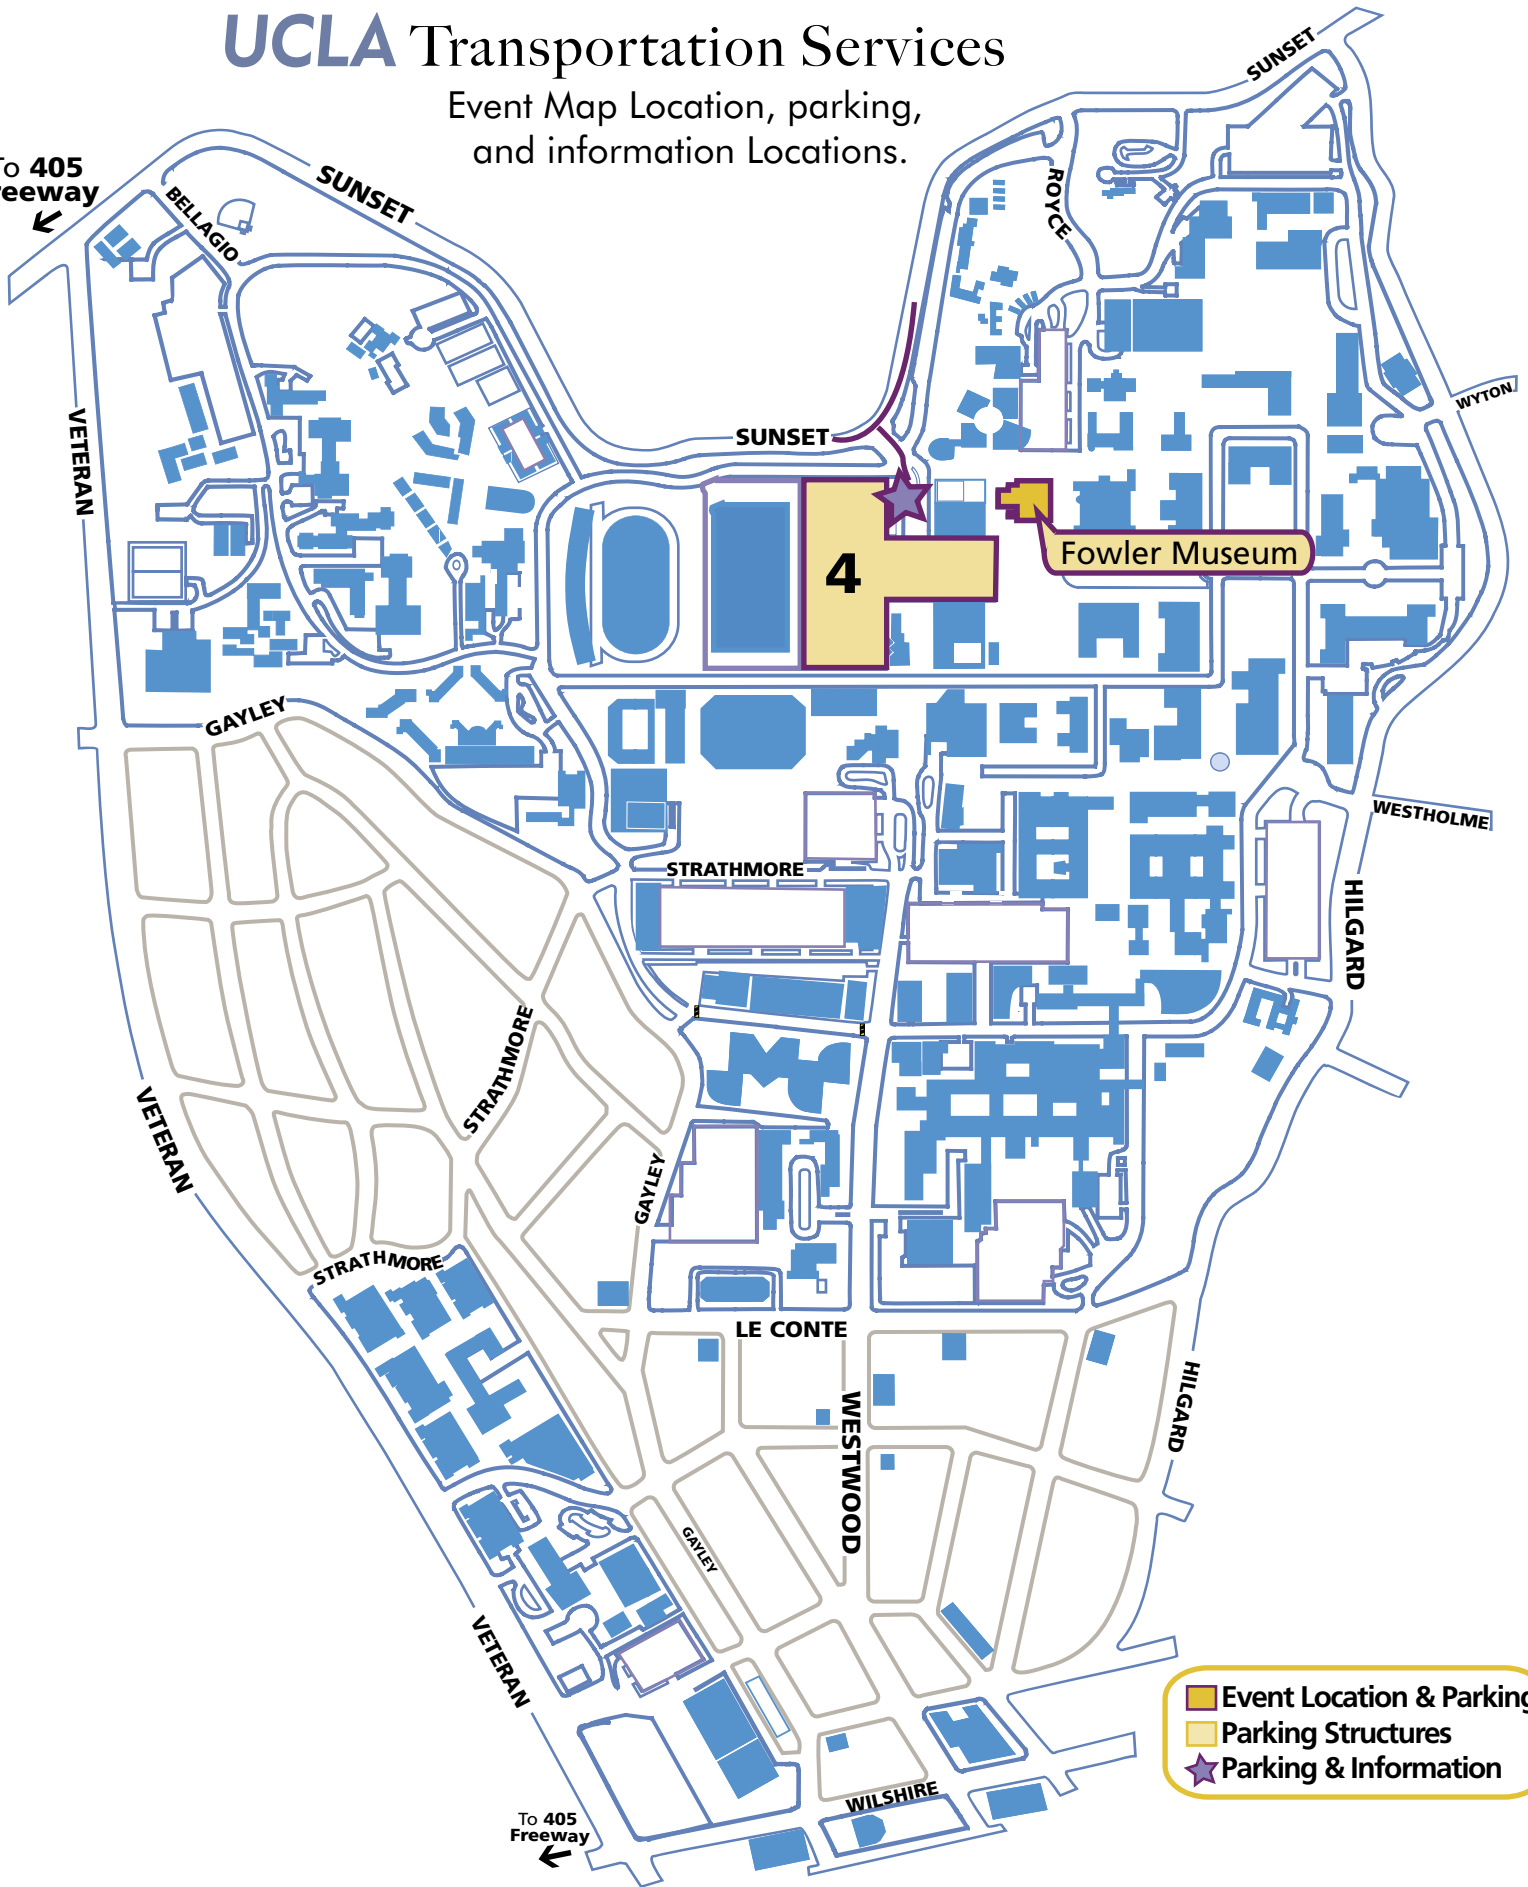 UCLA Transportation Services
Event Map Location, parking,
and information Locations.
SUNSET
To 405
reeway
SUNSET
BELLAGIO
ROYCE
VETERAN
SUNSET
WYTON
4
Fowler Museum
GAYLEY
WESTHOLME
STRATHMORE
HILGARD
STRATHMORE
VETERAN
GAYLEY
STRATHMORE
LE CONTE
HILGARD
WESTWOOD
GAYLEY
VETERAN
Event Location & Parking
Parking Structures
Parking & Information
WILSHIRE
To 405
Freeway